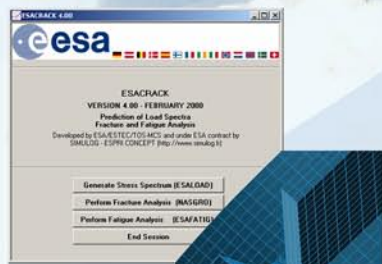 ESACRACK 4.00
esa
ESACRACK
VERSION 4.00 - FEBRUARY 2000
Prediction of Load Spectra
Fracture and Fatigue Analysis
Developed by ESA/ESTEC/TOS-MCS and under ESA contract by
SIMULOG - ESPRI CONCEPT (http://www.simulog.fr)
Generate Stress Spectrum (ESALOAD)
Perform Fracture Analysis (NASGRO)
Perform Fatigue Analysis (ESAFATIG)
End Session